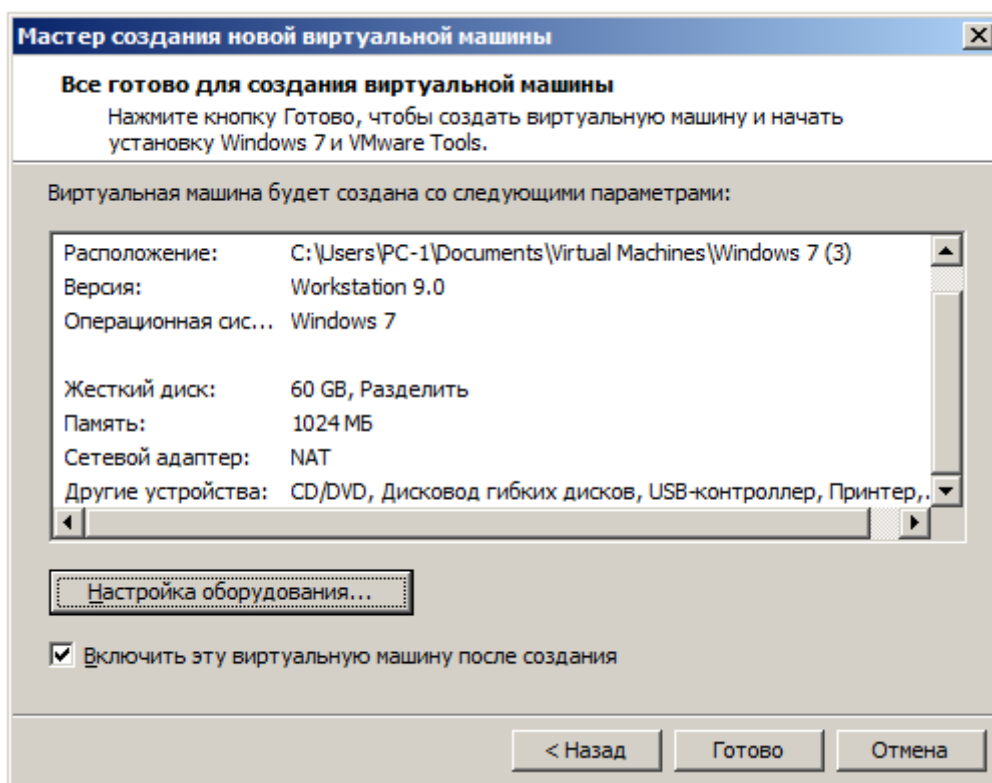 Мастер создания новой виртуальной машины
Все готово для создания виртуальной машины
Нажмите кнопку Готово, чтобы создать виртуальную машину и начать
установку Windows 7 и VMware Tools.
Виртуальная машина будет создана со следующими параметрами:
Расположение: C:\Users\PC-1\Documents\Virtual Machines\Windows 7 (3)
Версия: Workstation 9.0
Операционная сис... Windows 7
Жесткий диск: 60 GB, Разделить
Память: 1024 МБ
Сетевой адаптер: NAT
Другие устройства: CD/DVD, Дисковод гибких дисков, USB-контроллер, Принтер,.
Настройка оборудования...
Включить эту виртуальную машину после создания
< Назад Готово Отмена